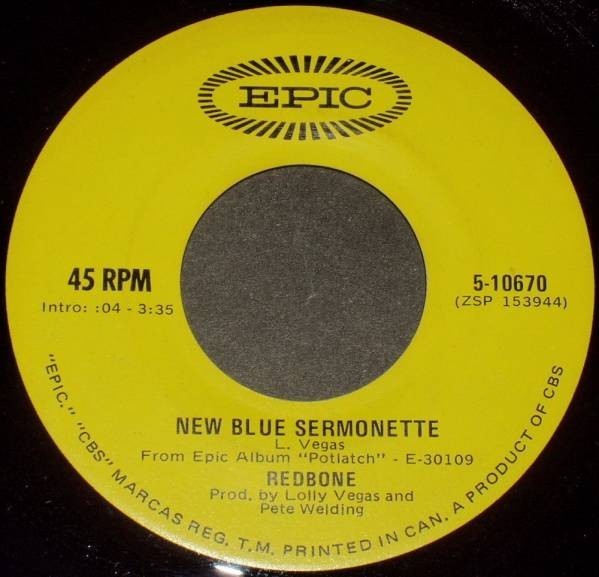 EPIC
45 RPM
Intro: :04 - 3:35
5-10670
(ZSP 153944)
NEW BLUE SERMONETTE
L. Vegas
From Epic Album "Potlatch" - E-30109
REDBONE
Prod. by Lolly Vegas and
Pete Welding
"EPIC." "CBS" MARCAS REG. T.M. PRINTED IN CAN. A PRODUCT OF CBS